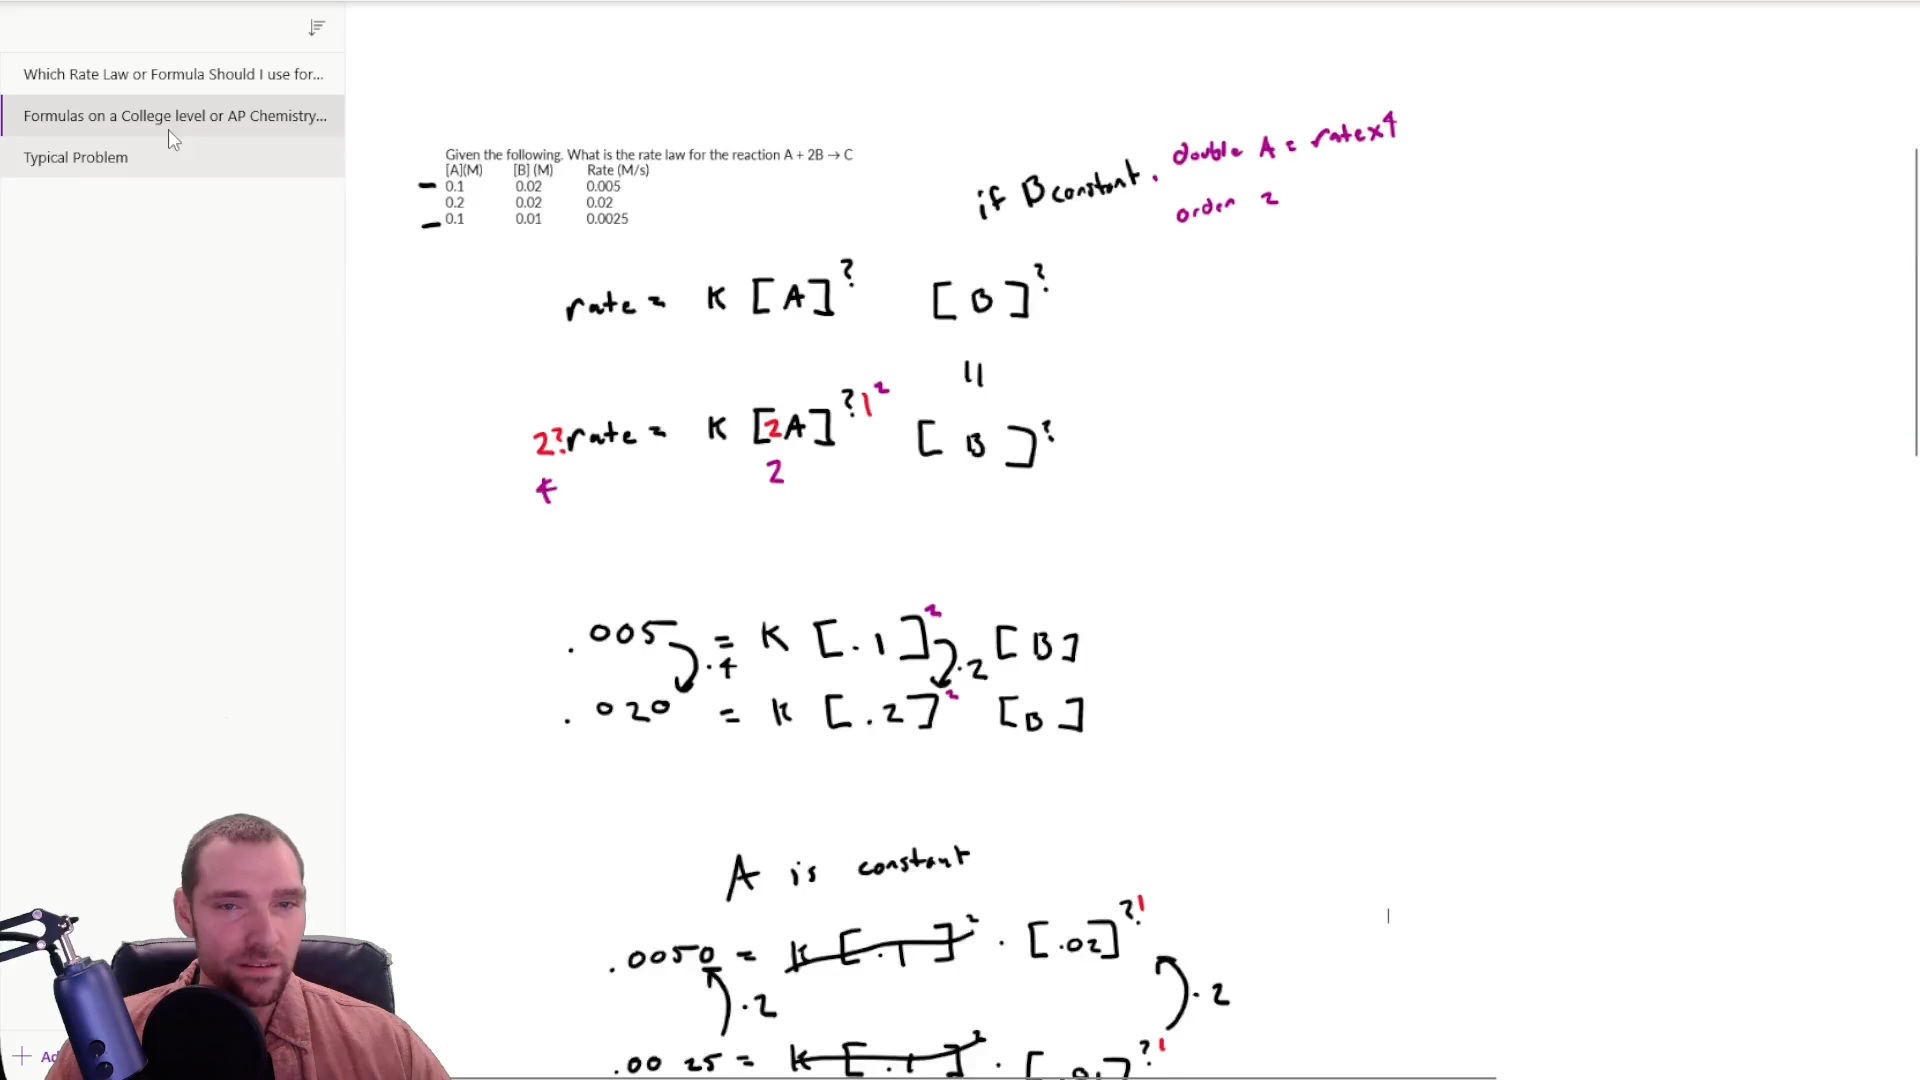 Which Rate Law or Formula Should I use for...
Formulas on a College level or AP Chemistry...
Typical Problem
Given the following. What is the rate law for the reaction A + 2B → C
[A](M) [B] (M) Rate (M/s)
0.1 0.02 0.005
0.2 0.02 0.02
0.1 0.01 0.0025
if B constant. double A = rate x 4
order 2
rate = K [A]? [B]?
||
2? rate = K [2A]?1 2 [B]?
4 2
.005 = K [.1]² [B]
.4 .2
.020 = K [.2]² [B]
A is constant
.0050 = K [.1]² · [.02]?1
.2 .2
.0025 = K [.1]² · [.01]?1
+ Ad